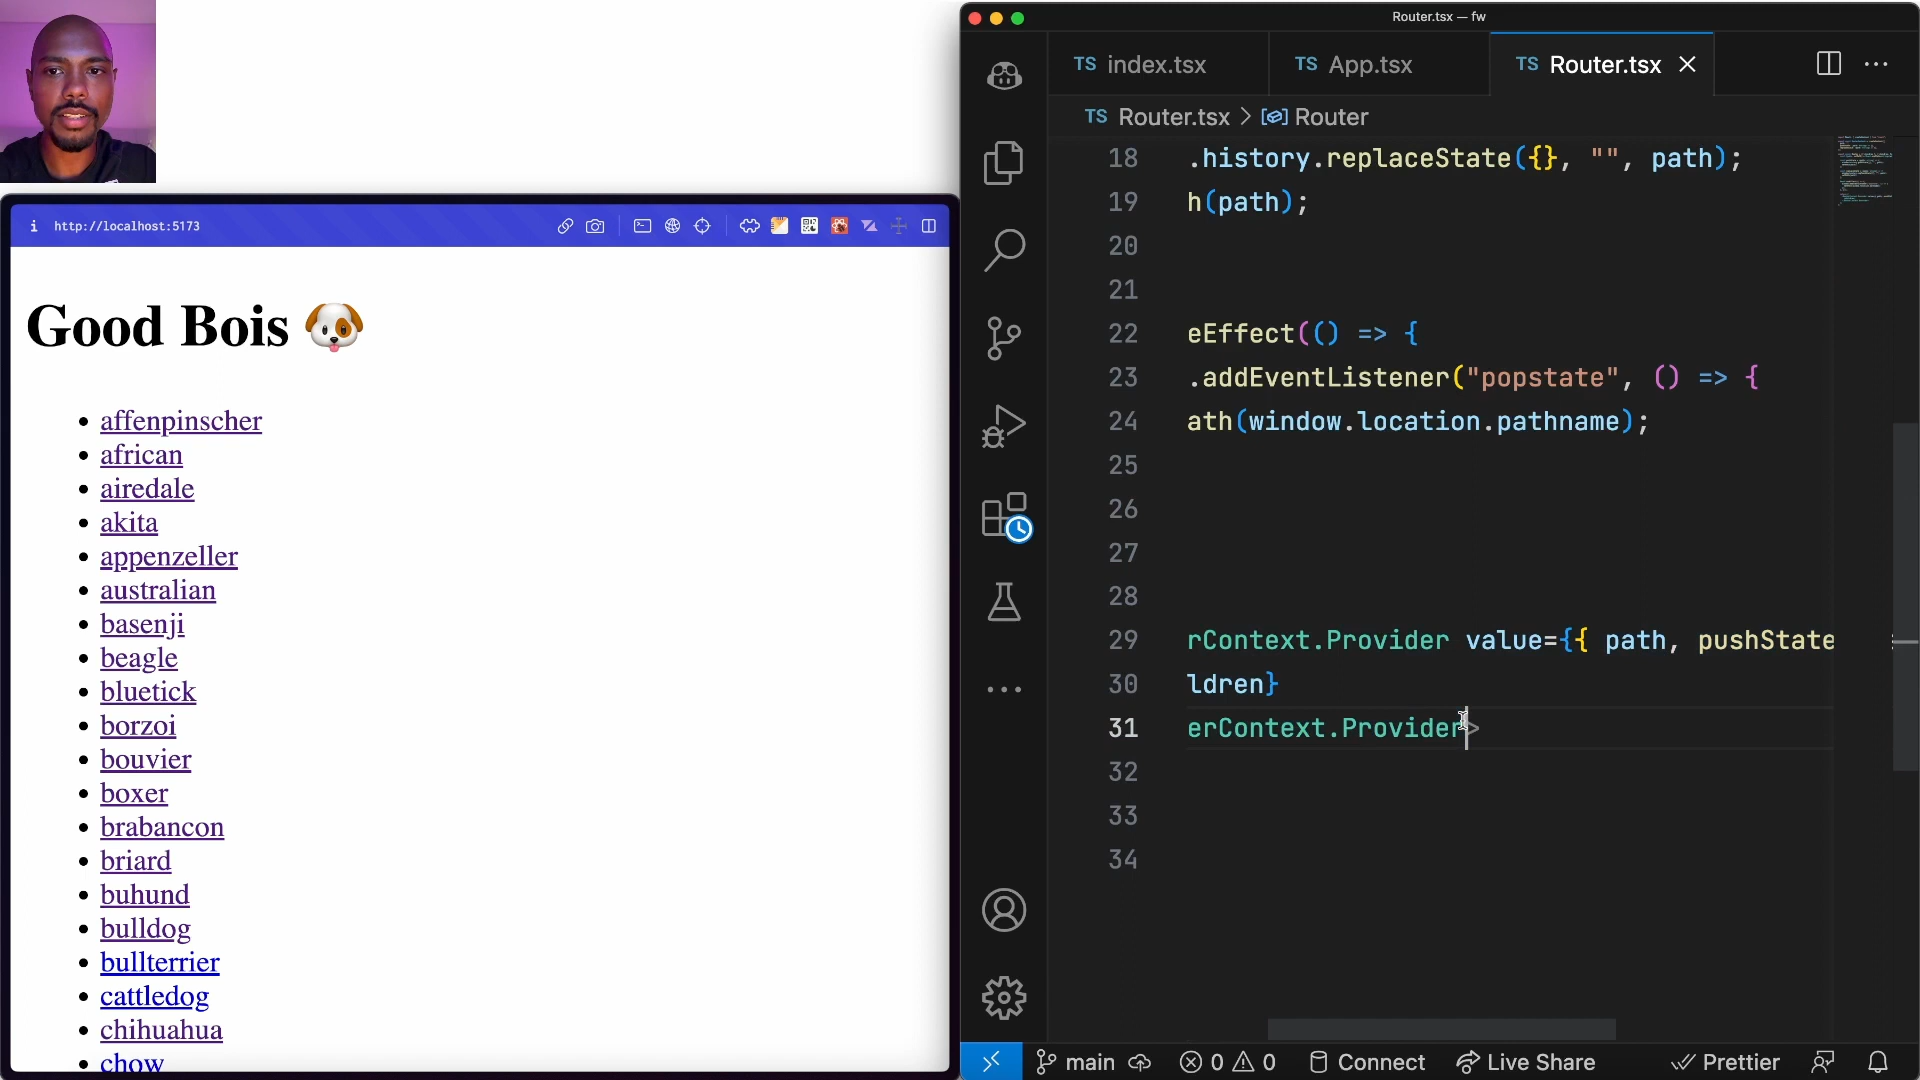 http://localhost:5173
Good Bois
affenpinscher
african
airedale
akita
appenzeller
australian
basenji
beagle
bluetick
borzoi
bouvier
boxer
brabancon
briard
buhund
bulldog
bullterrier
cattledog
chihuahua
chow
Router.tsx — fw
TS index.tsx
TS App.tsx
TS Router.tsx
TS Router.tsx > Router
18 .history.replaceState({}, "", path);
19 h(path);
20
21
22 eEffect(() => {
23 .addEventListener("popstate", () => {
24 ath(window.location.pathname);
25
26
27
28
29 rContext.Provider value={{ path, pushState
30 ldren}
31 erContext.Provider>
32
33
34
main 0 0 Connect Live Share Prettier